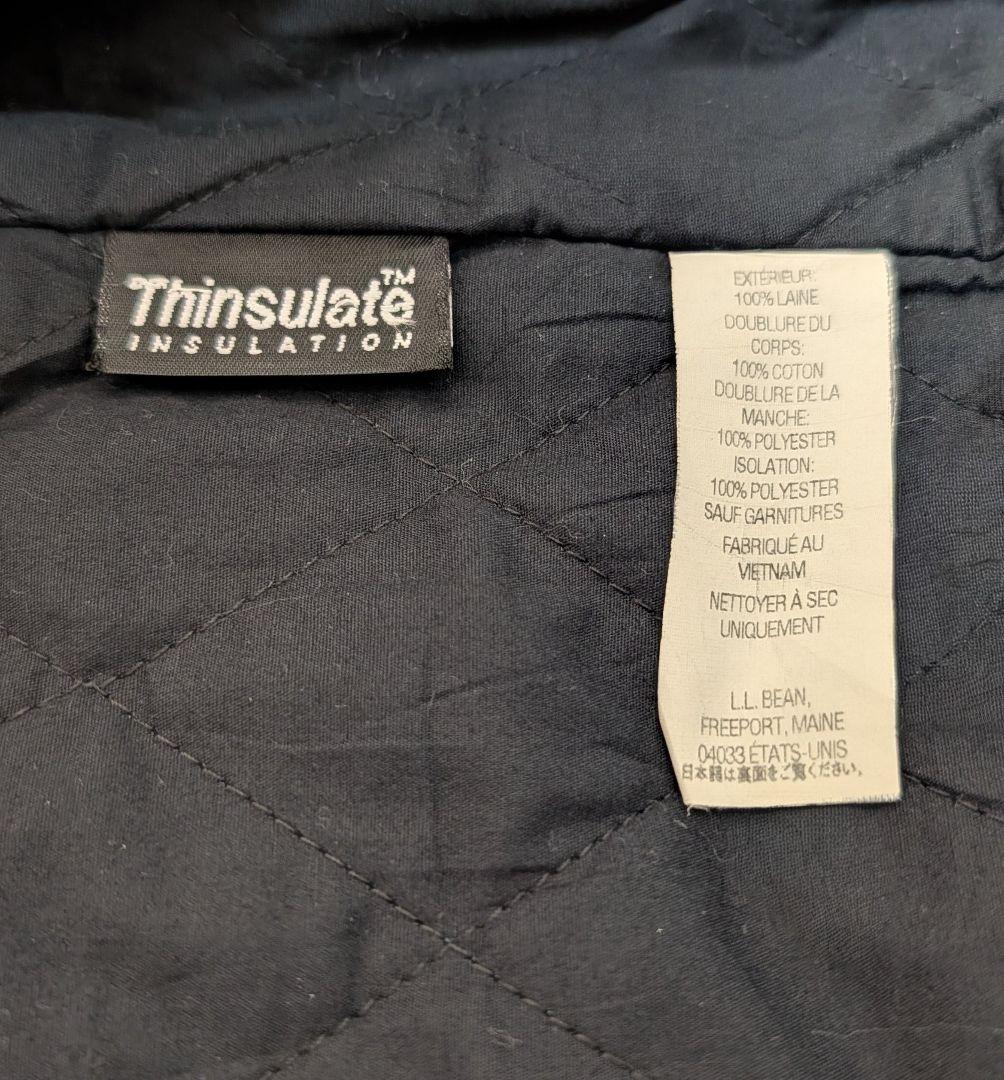 Thinsulate™
INSULATION
EXTÉRIEUR:
100% LAINE
DOUBLURE DU
CORPS:
100% COTON
DOUBLURE DE LA
MANCHE:
100% POLYESTER
ISOLATION:
100% POLYESTER
SAUF GARNITURES
FABRIQUÉ AU
VIETNAM
NETTOYER À SEC
UNIQUEMENT
L.L. BEAN,
FREEPORT, MAINE
04033 ÉTATS-UNIS
日本語は裏面をご覧ください。